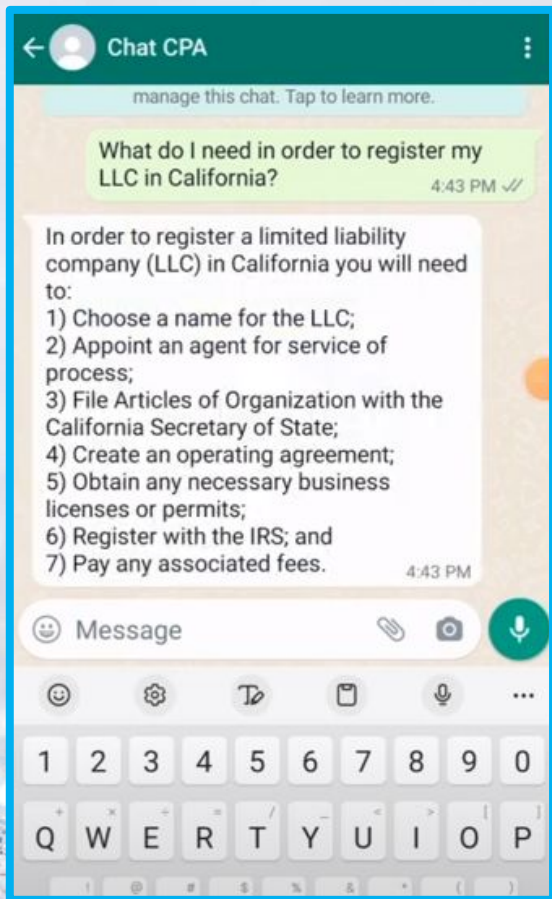 Chat CPA
manage this chat. Tap to learn more.
What do I need in order to register my
LLC in California?
4:43 PM
In order to register a limited liability
company (LLC) in California you will need
to:
1) Choose a name for the LLC;
2) Appoint an agent for service of
process;
3) File Articles of Organization with the
California Secretary of State;
4) Create an operating agreement;
5) Obtain any necessary business
licenses or permits;
6) Register with the IRS; and
7) Pay any associated fees.
4:43 PM
Message
1 2 3 4 5 6 7 8 9 0
+ × ÷ = / _ < > [ ]
Q W E R T Y U I O P
! @ # $ % & * ( )